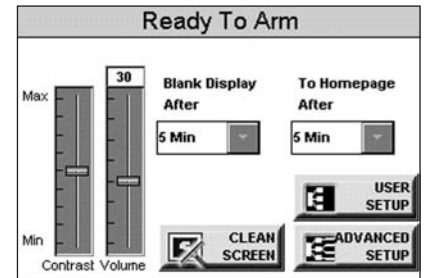 Ready To Arm
30
Max
Min
Contrast Volume
Blank Display
After
5 Min
To Homepage
After
5 Min
USER
SETUP
CLEAN
SCREEN
ADVANCED
SETUP